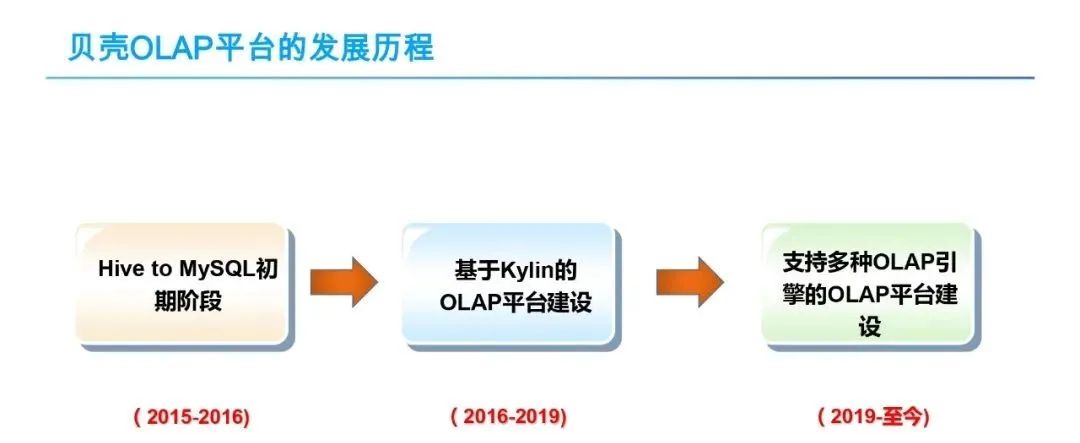 贝壳OLAP平台的发展历程
Hive to MySQL初
期阶段
基于Kylin的
OLAP平台建设
支持多种OLAP引
擎的OLAP平台建
设
( 2015-2016)
( 2016-2019)
( 2019-至今)